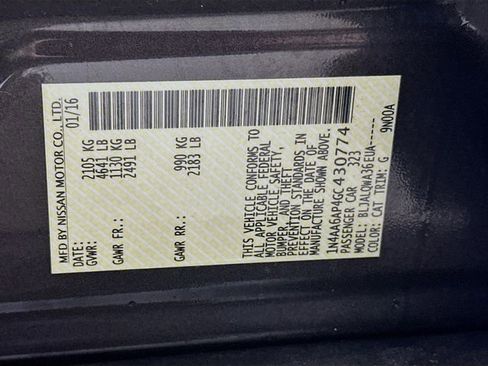 MFD BY NISSAN MOTOR CO., LTD.
01/16
GVWR: 2105 KG
4641 LB
GAWR FR: 1130 KG
2491 LB
GAWR RR: 990 KG
2183 LB
THIS VEHICLE CONFORMS TO
ALL APPLICABLE FEDERAL
MOTOR VEHICLE SAFETY,
BUMPER, AND THEFT
PREVENTION STANDARDS IN
EFFECT ON THE DATE OF
MANUFACTURE SHOWN ABOVE.
1N4AA6AP4GC430774
PASSENGER CAR 323
MODEL: BLJALQWA36EUA-----
COLOR: CAT TRIM: G
9N00A